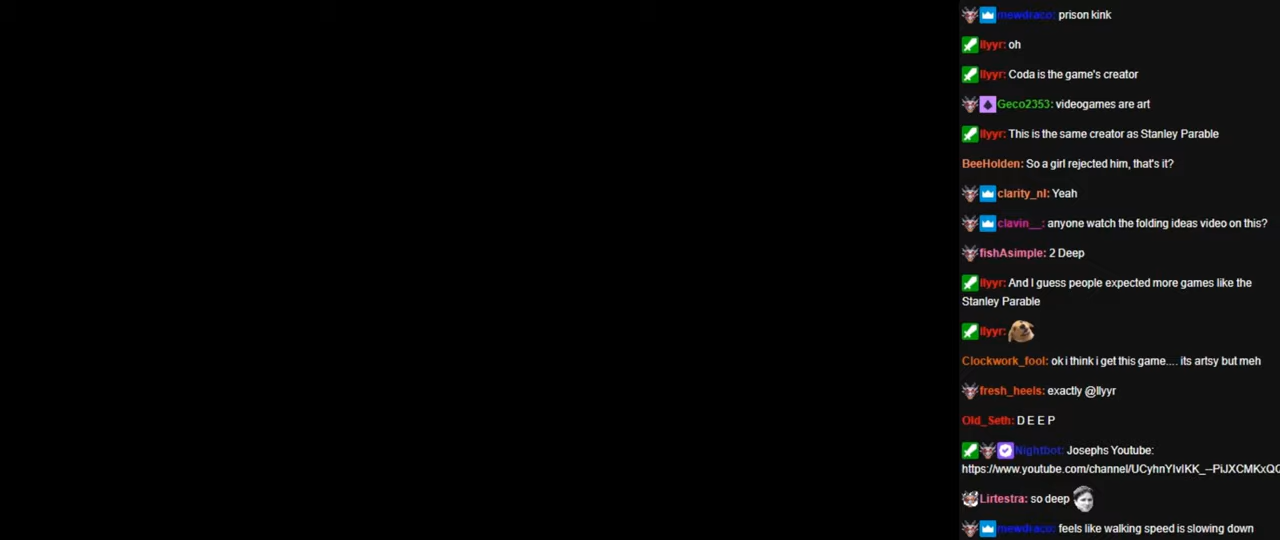 mewdraco: prison kink
llyyr: oh
llyyr: Coda is the game's creator
Geco2353: videogames are art
llyyr: This is the same creator as Stanley Parable
BeeHolden: So a girl rejected him, that's it?
clarity_nl: Yeah
clavin__: anyone watch the folding ideas video on this?
fishAsimple: 2 Deep
llyyr: And I guess people expected more games like the
Stanley Parable
llyyr:
Clockwork_fool: ok i think i get this game.... its artsy but meh
fresh_heels: exactly @llyyr
Old_Seth: D E E P
Nightbot: Josephs Youtube:
Lirtestra: so deep
mewdraco: feels like walking speed is slowing down